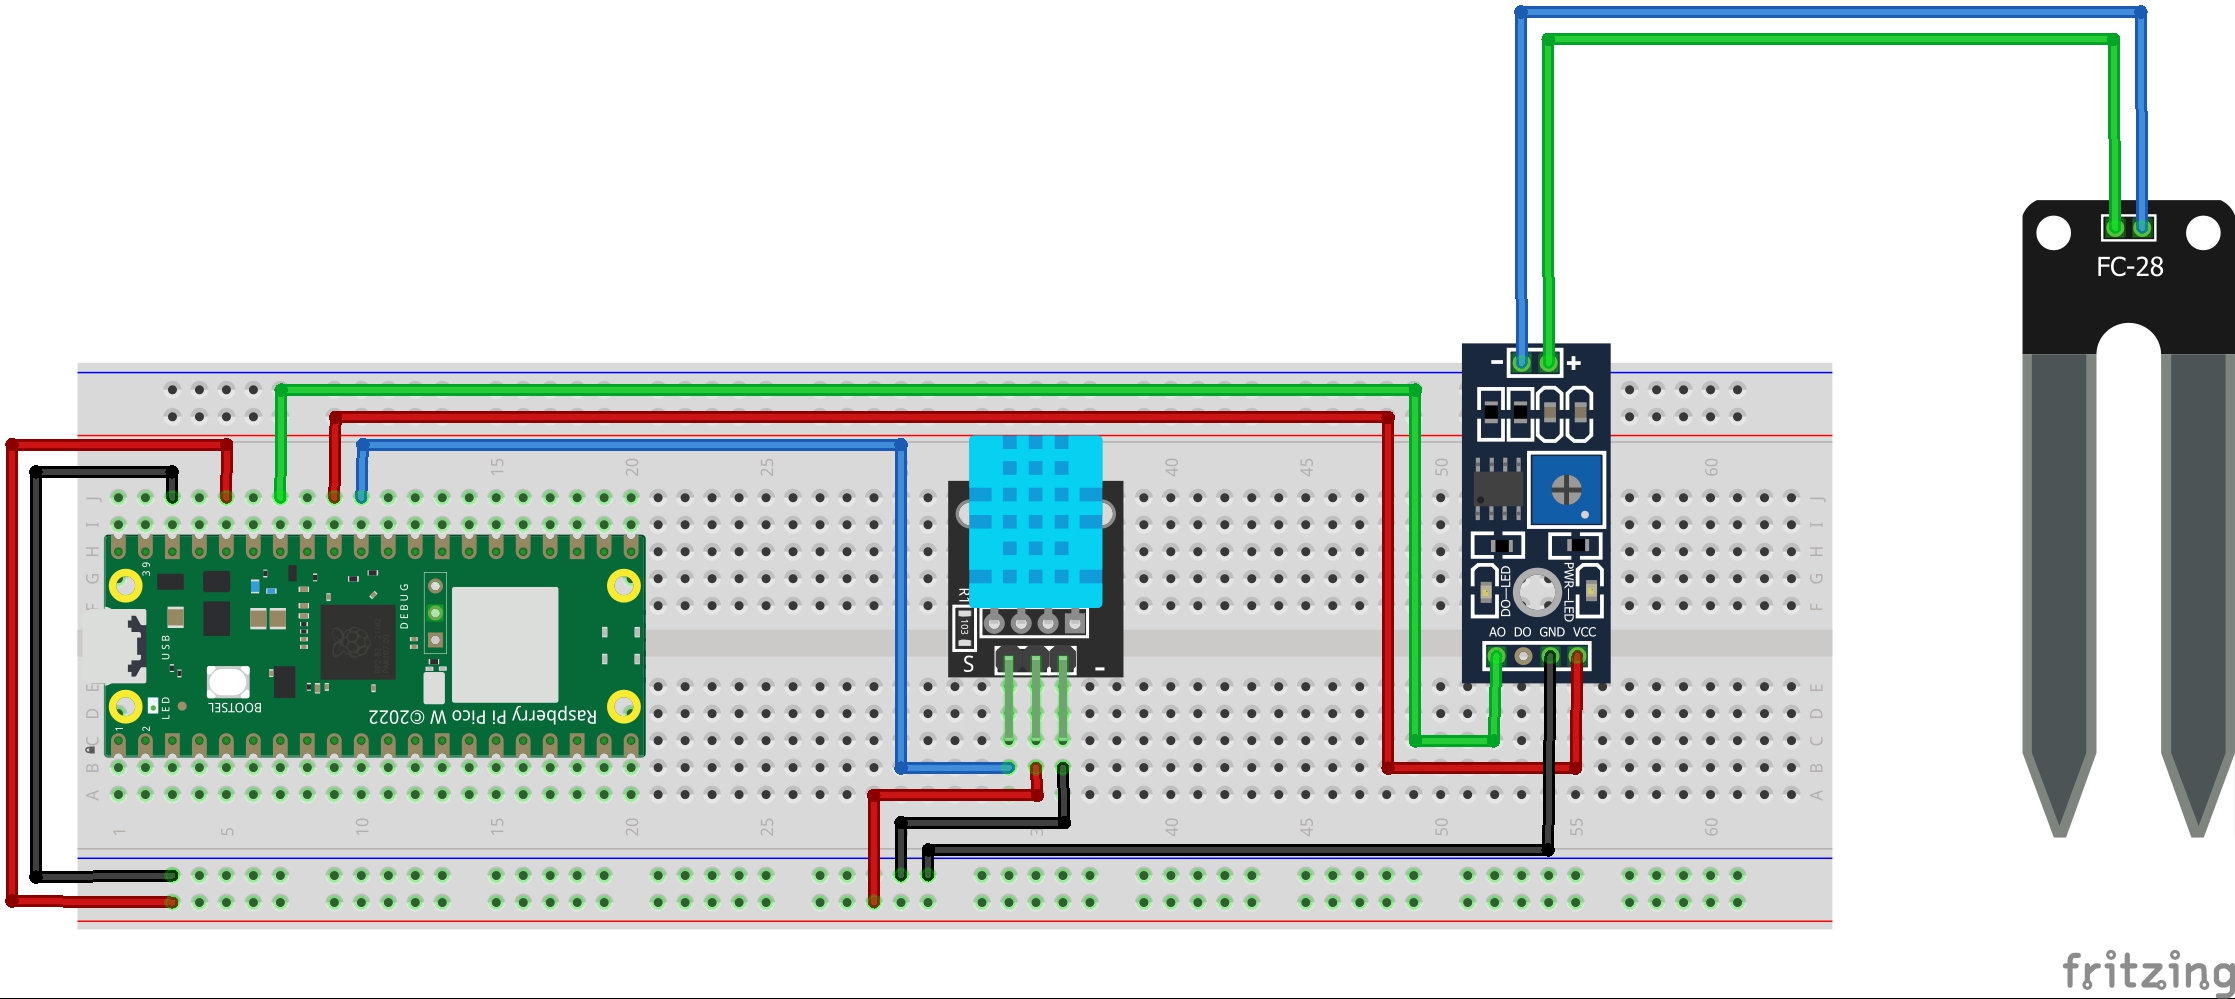 FC-28
- +
15 20 25 40 45 50 60
J J
I I
H H
G G
F F
39
DEBUG
USB
BOOTSEL
LED
1
2
Raspberry Pi Pico W ©2022
R1
103
S -
DO-LED
PWR-LED
AO DO GND VCC
E E
D D
C C
B B
A A
1 5 10 15 20 25 40 45 50 55 60
fritzing